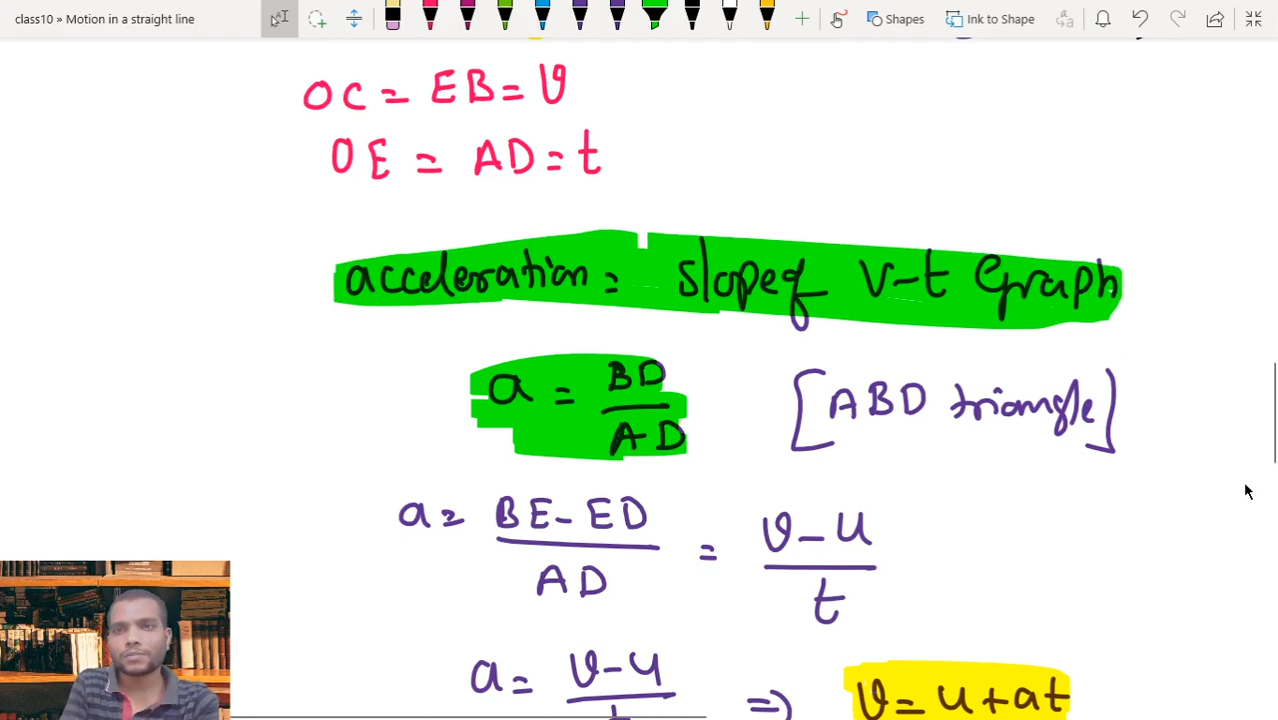 class10 » Motion in a straight line
Shapes
Ink to Shape
OC = EB = v
OE = AD = t
acceleration = slope of v-t Graph
a = BD / AD [ABD triangle]
a = BE - ED / AD = v - u / t
a = v - u / t => v = u + at